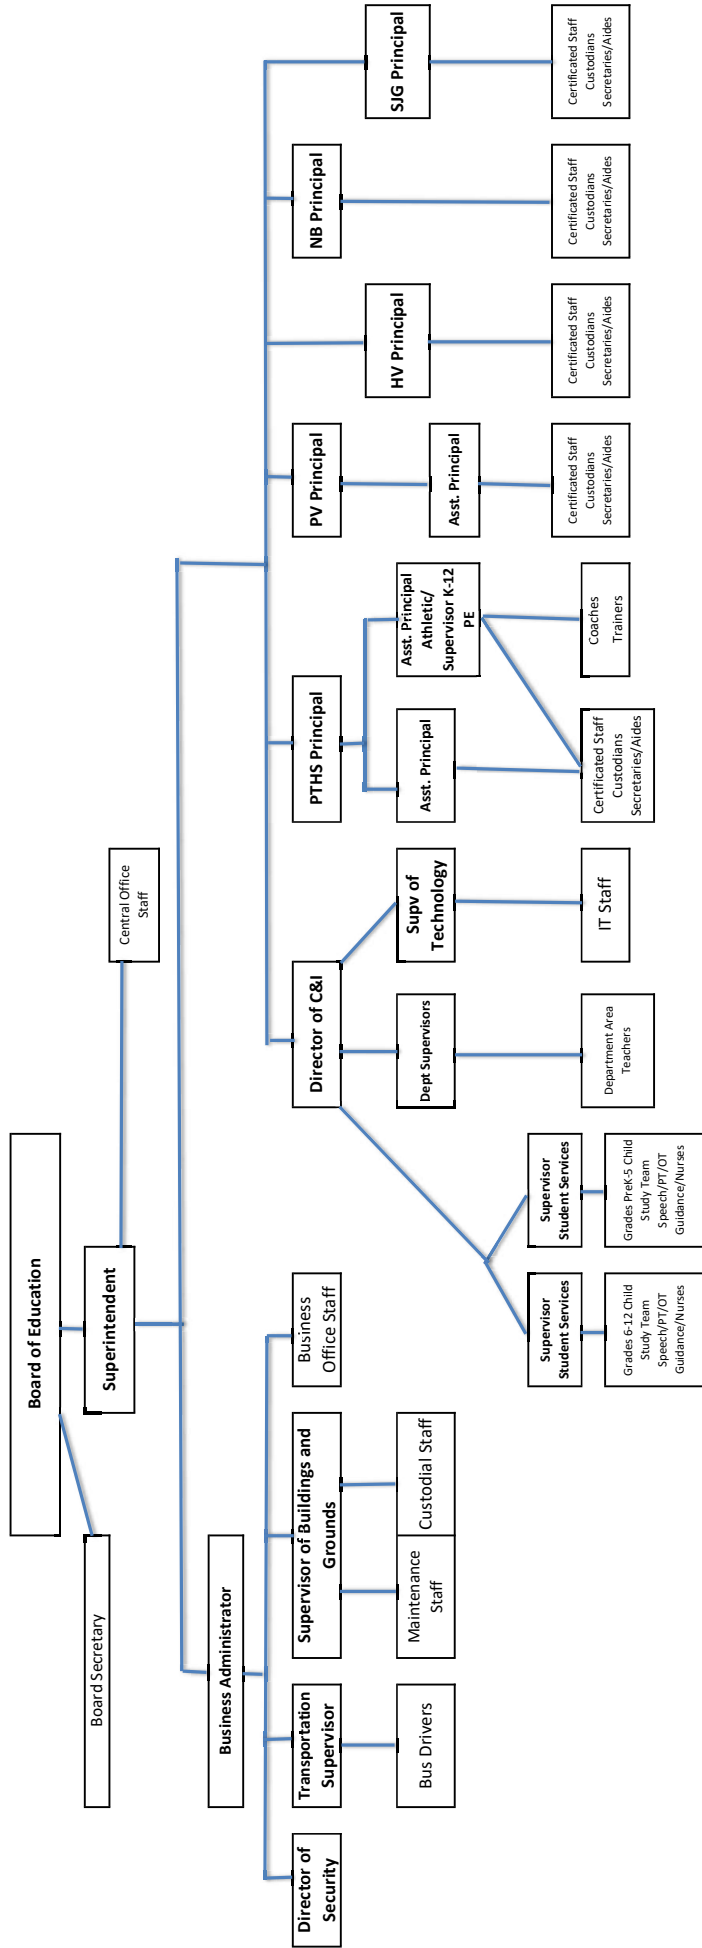 Board of Education
Board Secretary
Superintendent
Central Office
Staff
Business Administrator
Director of
Security
Transportation
Supervisor
Supervisor of Buildings and
Grounds
Business
Office Staff
Director of C&I
PTHS Principal
PV Principal
NB Principal
HV Principal
SJG Principal
Bus Drivers
Maintenance
Staff
Custodial Staff
Dept Supervisors
Supv of
Technology
Asst. Principal
Asst. Principal
Athletic/
Supervisor K-12
PE
Asst. Principal
Supervisor
Student Services
Supervisor
Student Services
Grades 6-12 Child
Study Team
Speech/PT/OT
Guidance/Nurses
Grades PreK-5 Child
Study Team
Speech/PT/OT
Guidance/Nurses
Department Area
Teachers
IT Staff
Certificated Staff
Custodians
Secretaries/Aides
Coaches
Trainers
Certificated Staff
Custodians
Secretaries/Aides
Certificated Staff
Custodians
Secretaries/Aides
Certificated Staff
Custodians
Secretaries/Aides
Certificated Staff
Custodians
Secretaries/Aides